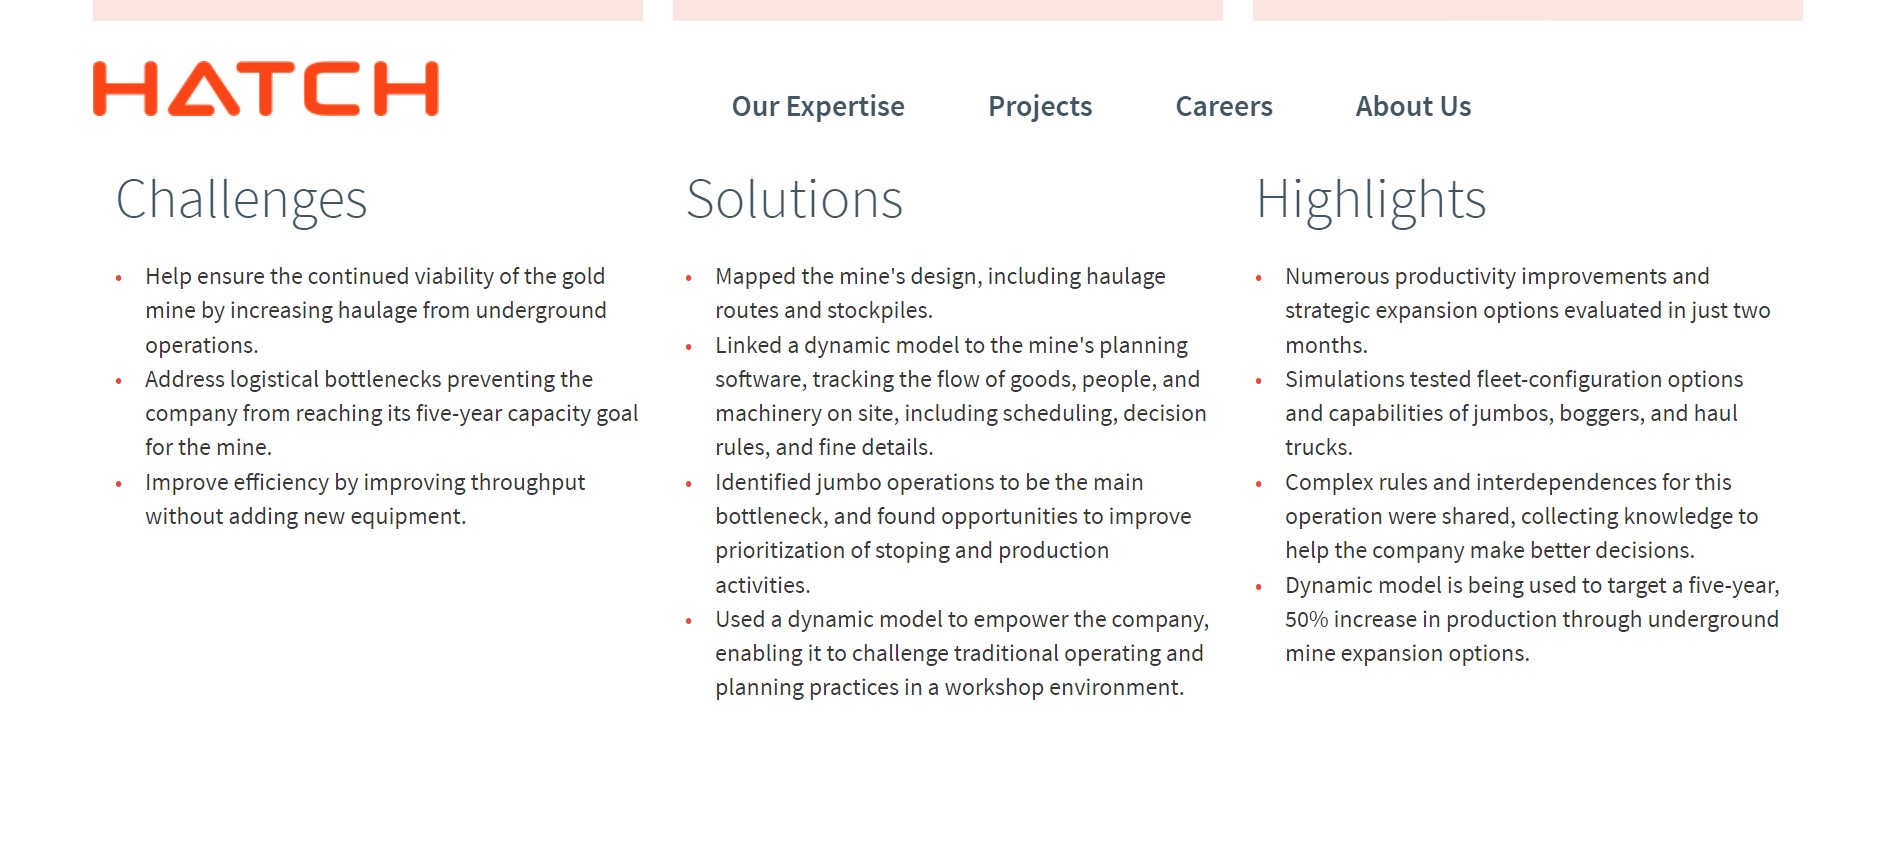 HATCH
Our Expertise
Projects
Careers
About Us
Challenges
• Help ensure the continued viability of the gold
mine by increasing haulage from underground
operations.
• Address logistical bottlenecks preventing the
company from reaching its five-year capacity goal
for the mine.
• Improve efficiency by improving throughput
without adding new equipment.
Solutions
• Mapped the mine's design, including haulage
routes and stockpiles.
• Linked a dynamic model to the mine's planning
software, tracking the flow of goods, people, and
machinery on site, including scheduling, decision
rules, and fine details.
• Identified jumbo operations to be the main
bottleneck, and found opportunities to improve
prioritization of stoping and production
activities.
• Used a dynamic model to empower the company,
enabling it to challenge traditional operating and
planning practices in a workshop environment.
Highlights
• Numerous productivity improvements and
strategic expansion options evaluated in just two
months.
• Simulations tested fleet-configuration options
and capabilities of jumbos, boggers, and haul
trucks.
• Complex rules and interdependences for this
operation were shared, collecting knowledge to
help the company make better decisions.
• Dynamic model is being used to target a five-year,
50% increase in production through underground
mine expansion options.